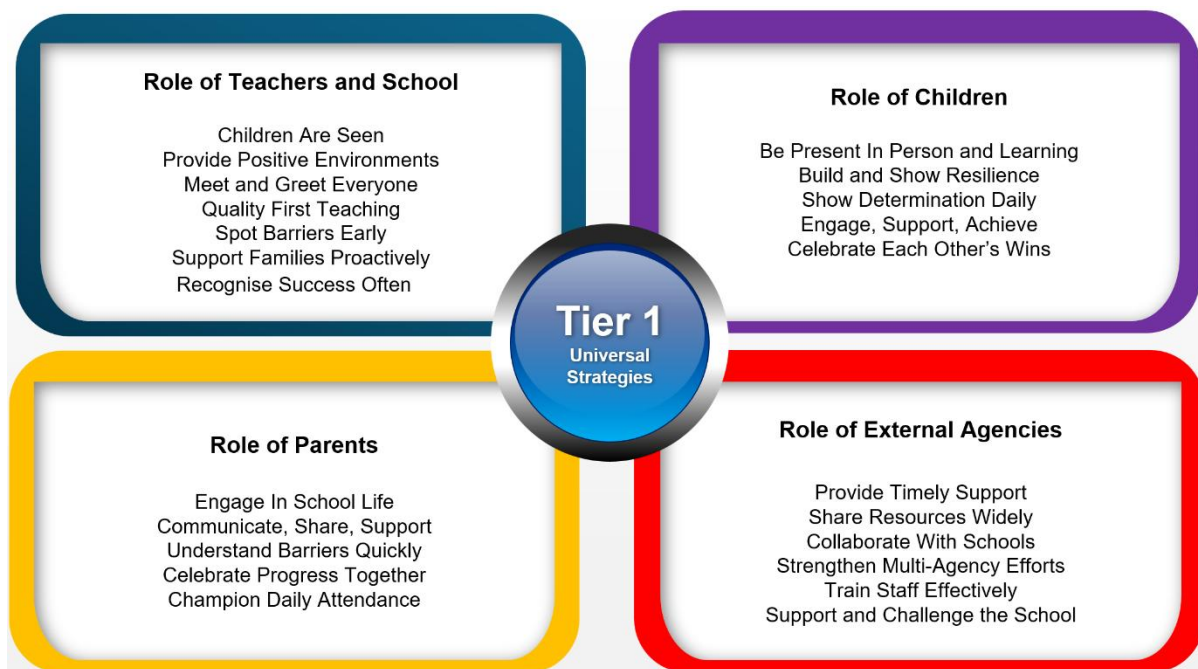 Role of Teachers and School
Children Are Seen
Provide Positive Environments
Meet and Greet Everyone
Quality First Teaching
Spot Barriers Early
Support Families Proactively
Recognise Success Often
Role of Children
Be Present In Person and Learning
Build and Show Resilience
Show Determination Daily
Engage, Support, Achieve
Celebrate Each Other’s Wins
Tier 1
Universal
Strategies
Role of Parents
Engage In School Life
Communicate, Share, Support
Understand Barriers Quickly
Celebrate Progress Together
Champion Daily Attendance
Role of External Agencies
Provide Timely Support
Share Resources Widely
Collaborate With Schools
Strengthen Multi-Agency Efforts
Train Staff Effectively
Support and Challenge the School